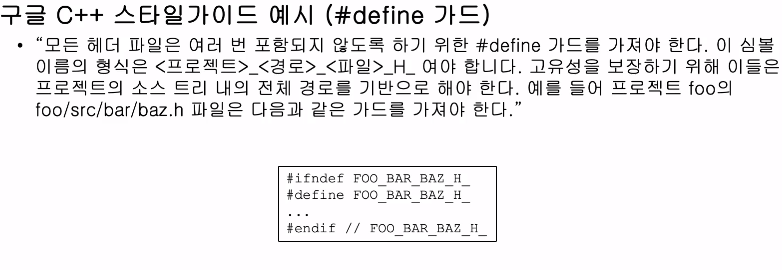 구글 C++ 스타일가이드 예시 (#define 가드)
• “모든 헤더 파일은 여러 번 포함되지 않도록 하기 위한 #define 가드를 가져야 한다. 이 심볼
이름의 형식은 <프로젝트>_<경로>_<파일>_H_ 여야 합니다. 고유성을 보장하기 위해 이들은
프로젝트의 소스 트리 내의 전체 경로를 기반으로 해야 한다. 예를 들어 프로젝트 foo의
foo/src/bar/baz.h 파일은 다음과 같은 가드를 가져야 한다.”
#ifndef FOO_BAR_BAZ_H_
#define FOO_BAR_BAZ_H_
...
#endif // FOO_BAR_BAZ_H_